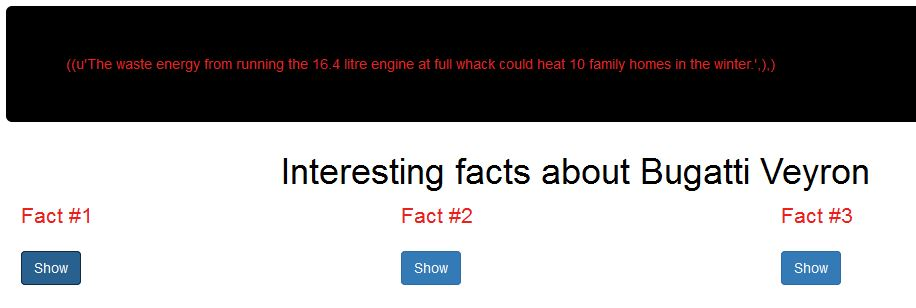 ((u'The waste energy from running the 16.4 litre engine at full whack could heat 10 family homes in the winter.',),)
Interesting facts about Bugatti Veyron
Fact #1 Fact #2 Fact #3
Show Show Show